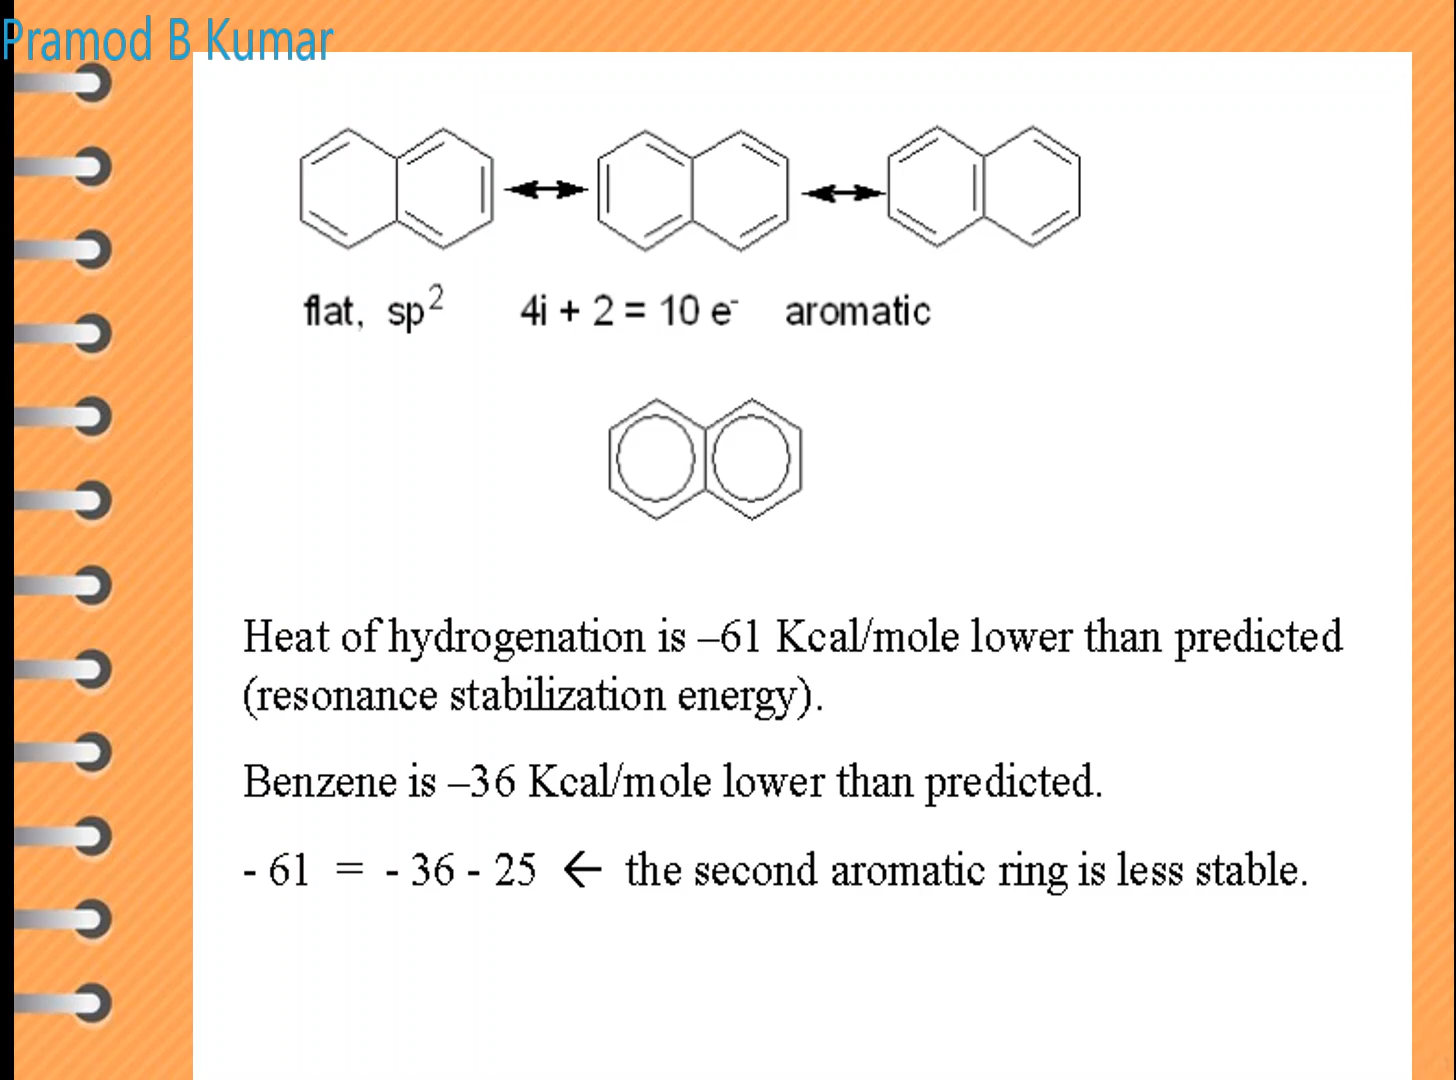 Pramod B Kumar
flat, sp² 4i + 2 = 10 e⁻ aromatic
Heat of hydrogenation is –61 Kcal/mole lower than predicted
(resonance stabilization energy).
Benzene is –36 Kcal/mole lower than predicted.
- 61 = - 36 - 25 ← the second aromatic ring is less stable.